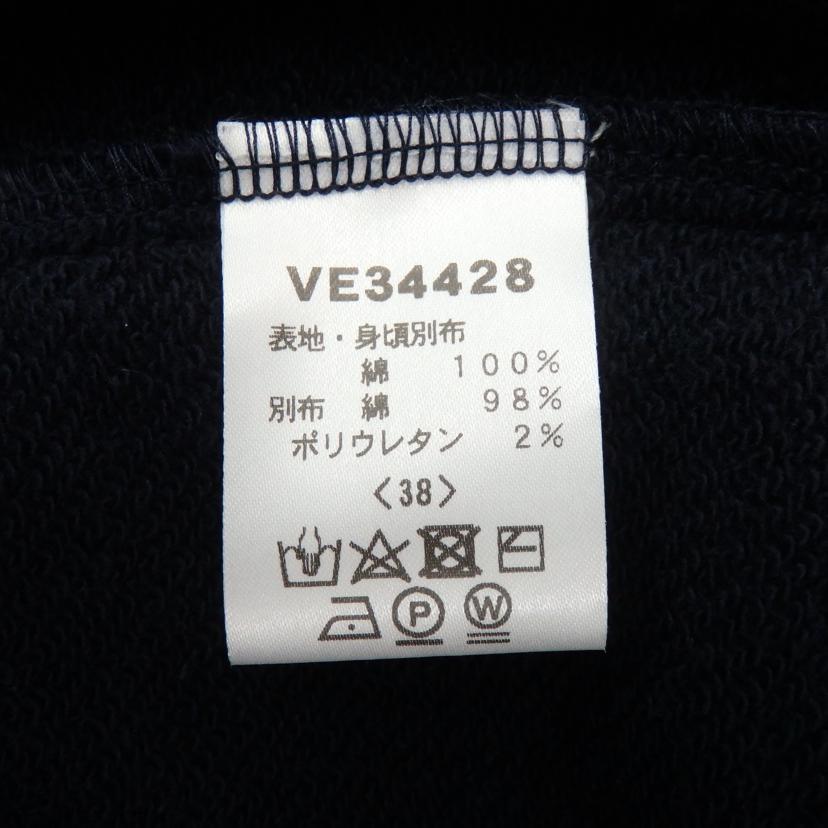 VE34428
表地・身頃別布
綿 100%
別布 綿 98%
ポリウレタン 2%
〈38〉
P W